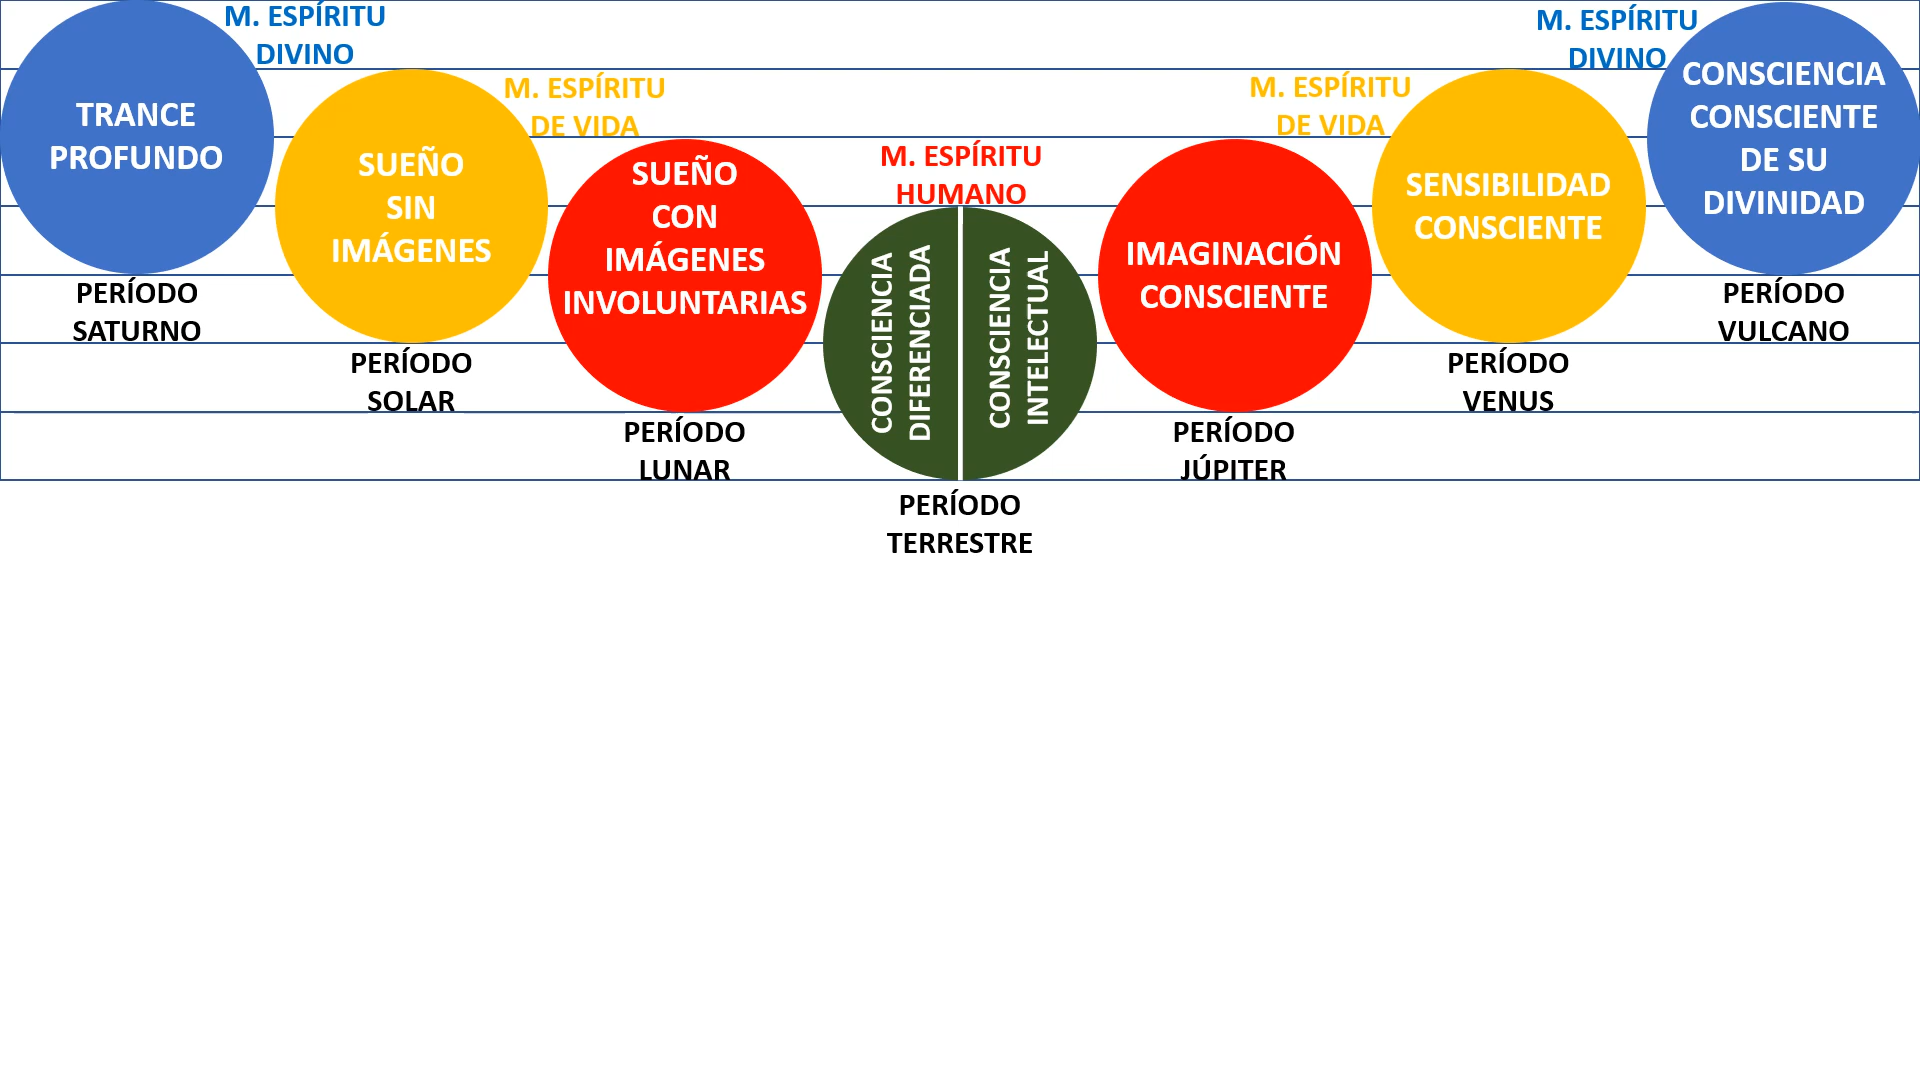 M. ESPÍRITU
DIVINO
TRANCE
PROFUNDO
PERÍODO
SATURNO
M. ESPÍRITU
DE VIDA
SUEÑO
SIN
IMÁGENES
PERÍODO
SOLAR
SUEÑO
CON
IMÁGENES
INVOLUNTARIAS
PERÍODO
LUNAR
M. ESPÍRITU
HUMANO
CONSCIENCIA
DIFERENCIADA
CONSCIENCIA
INTELECTUAL
PERÍODO
TERRESTRE
IMAGINACIÓN
CONSCIENTE
PERÍODO
JÚPITER
M. ESPÍRITU
DE VIDA
SENSIBILIDAD
CONSCIENTE
PERÍODO
VENUS
M. ESPÍRITU
DIVINO
CONSCIENCIA
CONSCIENTE
DE SU
DIVINIDAD
PERÍODO
VULCANO